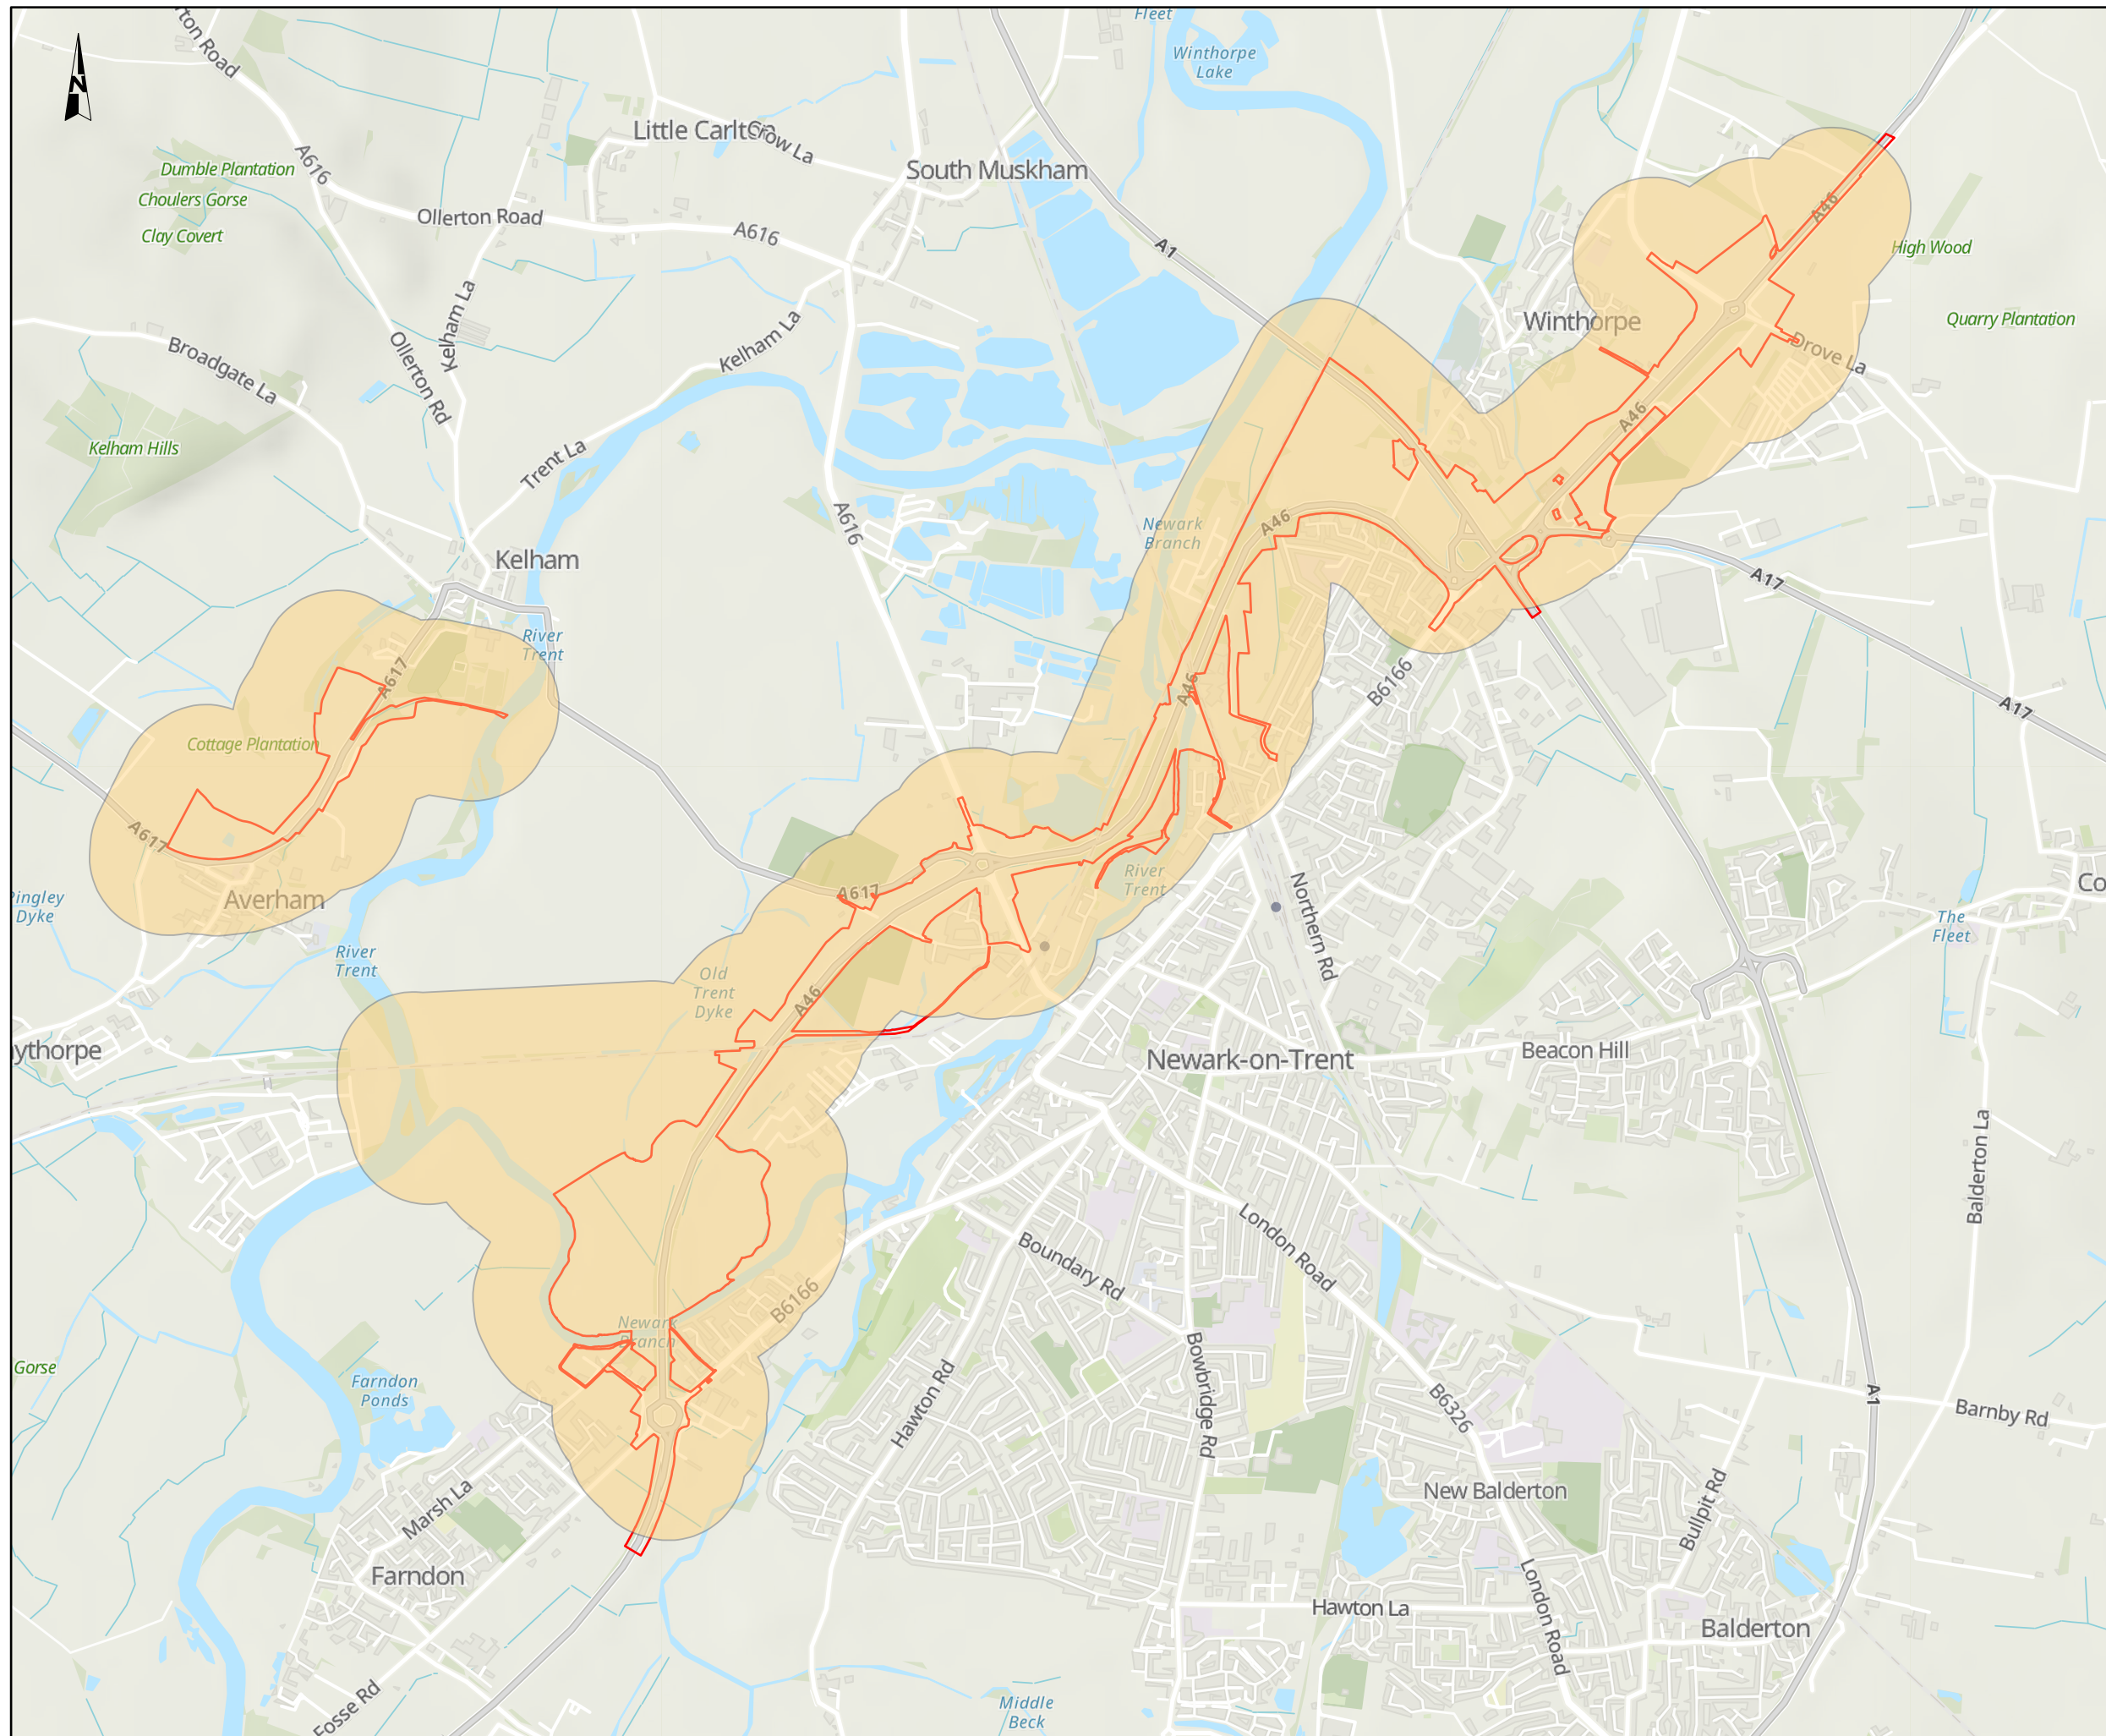 Fleet
Winthorpe
Lake
N
Little Carlton
Crow La
South Muskham
Dumble Plantation
Choulers Gorse
Clay Covert
A616
Ollerton Road
A616
A1
A46
High Wood
Kelham La
Kelham La
Winthorpe
Quarry Plantation
Broadgate La
Ollerton Rd
Drove La
Kelham Hills
Trent La
A46
A616
Newark
Branch
A46
Kelham
A17
River
Trent
A617
A46
B6166
A17
Cottage Plantation
A617
Averham
A617
River
Trent
Northern Rd
Pingley
Dyke
The
Fleet
Co
River
Trent
Old
Trent
Dyke
A46
ythorpe
Newark-on-Trent
Beacon Hill
Balderton La
London Road
Boundary Rd
B6166
Newark
Branch
Gorse
Farndon
Ponds
Hawton Rd
Bowbridge Rd
B6326
A1
Barnby Rd
Marsh La
New Balderton
Bullpit Rd
Farndon
Hawton La
London Road
Balderton
Fosse Rd
Middle
Beck